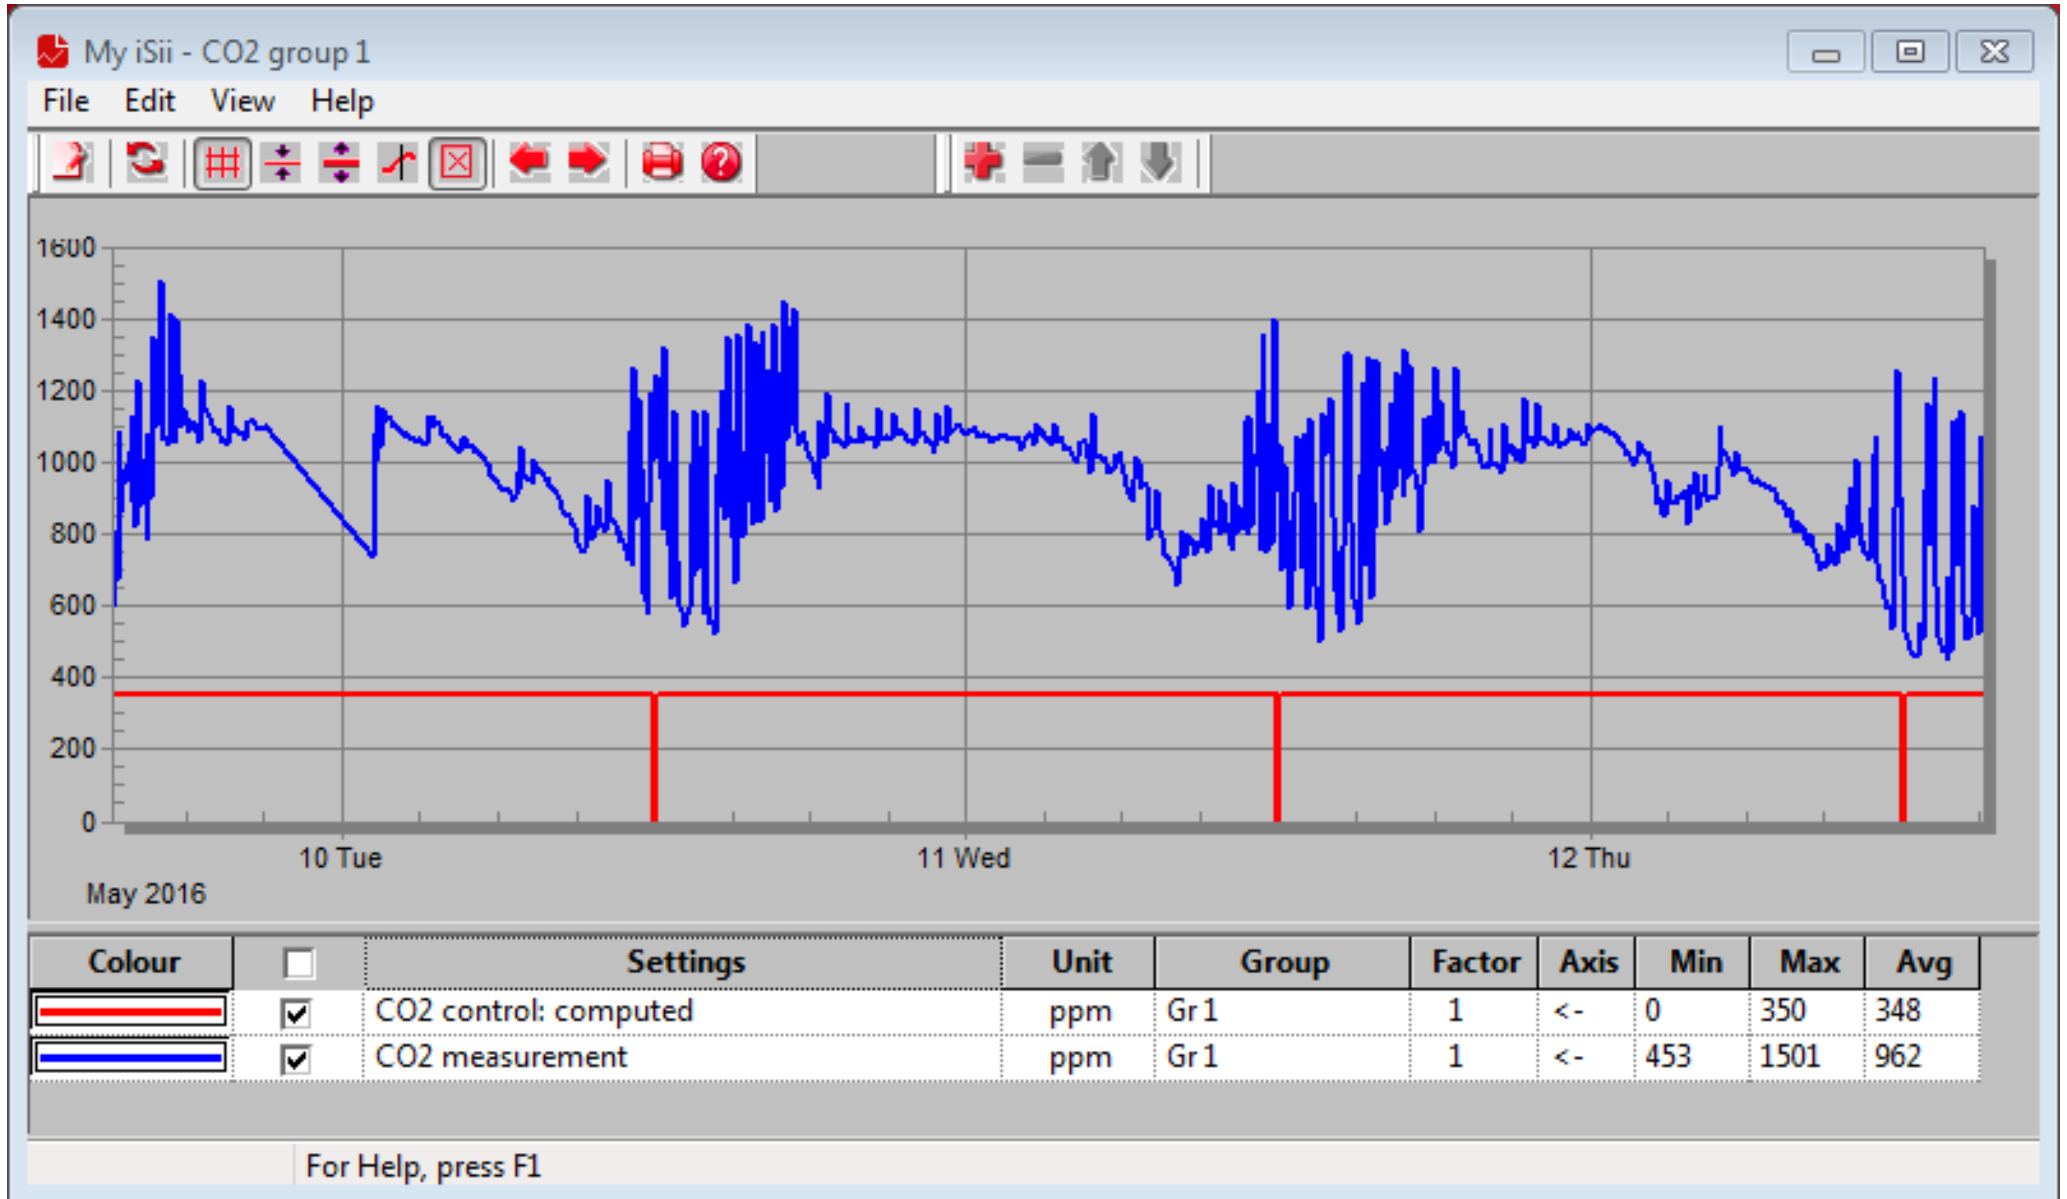 My iSii - CO2 group 1
File Edit View Help
1600
1400
1200
1000
800
600
400
200
0
10 Tue 11 Wed 12 Thu
May 2016
Colour Settings Unit Group Factor Axis Min Max Avg
CO2 control: computed ppm Gr 1 1 <- 0 350 348
CO2 measurement ppm Gr 1 1 <- 453 1501 962
For Help, press F1